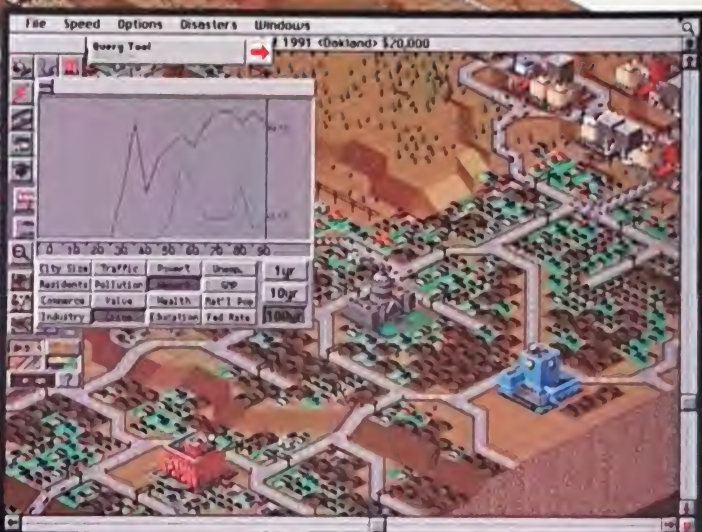 File Speed Options Disasters Windows
1991 <Oakland> $20,000
Query Tool
0 10 20 30 40 50 60 70 80 90
City Size Traffic Power% Unemp. 1yr
Residents Pollution GNP
Commerce Value Health Nat'l Pop 10yr
Industry Crime Education Fed Rate 100yr